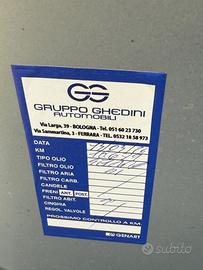 GRUPPO GHEDINI
AUTOMOBILI
Via Larga, 39 - BOLOGNA - Tel. 051 60 23 730
Via Sammartino, 3 - FERRARA - Tel. 0532 18 58 973
DATA
KM
TIPO OLIO
FILTRO OLIO
FILTRO ARIA
FILTRO CARB.
CANDELE
FRENI ANT. POST.
FILTRO ABIT.
CINGHIA
REGOL. VALVOLE
PROSSIMO CONTROLLO A KM
GENART
subito